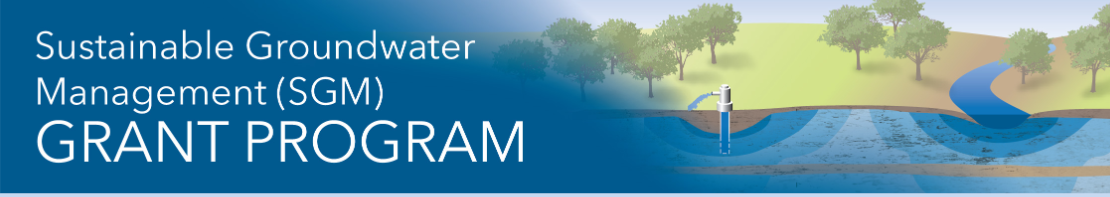 Sustainable Groundwater
Management (SGM)
GRANT PROGRAM